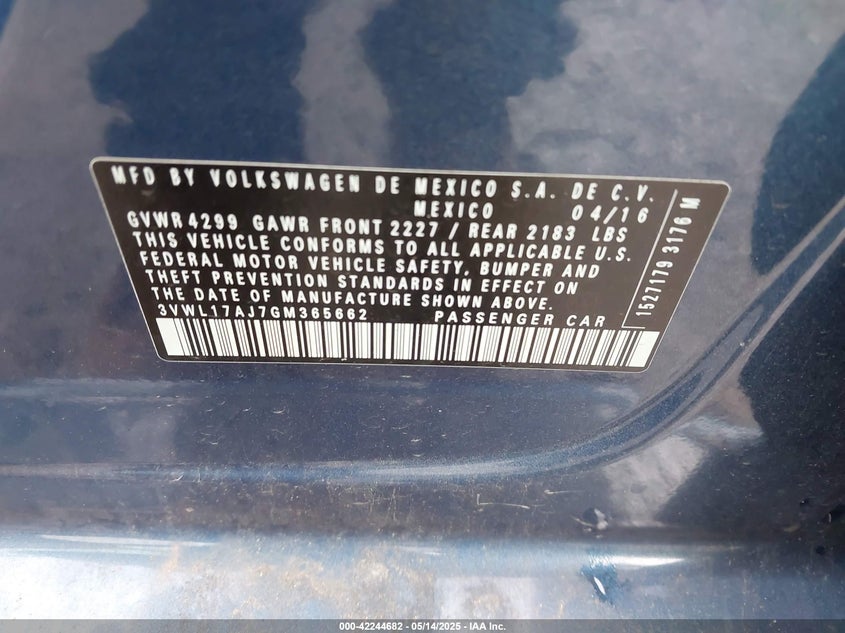 MFD BY VOLKSWAGEN DE MEXICO S.A. DE C.V.
MEXICO 04/16
GVWR 4299 GAWR FRONT 2227 / REAR 2183 LBS
THIS VEHICLE CONFORMS TO ALL APPLICABLE U.S.
FEDERAL MOTOR VEHICLE SAFETY, BUMPER AND
THEFT PREVENTION STANDARDS IN EFFECT ON
THE DATE OF MANUFACTURE SHOWN ABOVE.
3VWL17AJ7GM365662 PASSENGER CAR
1527179 3176 M
000-42244682 - 05/14/2025 - IAA Inc.